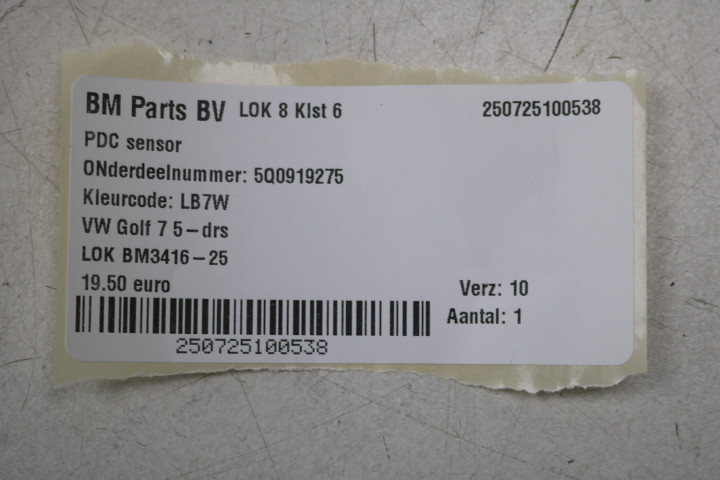 BM Parts BV LOK 8 Klst 6 250725100538
PDC sensor
ONderdeelnummer: 5Q0919275
Kleurcode: LB7W
VW Golf 7 5-drs
LOK BM3416-25
19.50 euro Verz: 10
Aantal: 1
250725100538